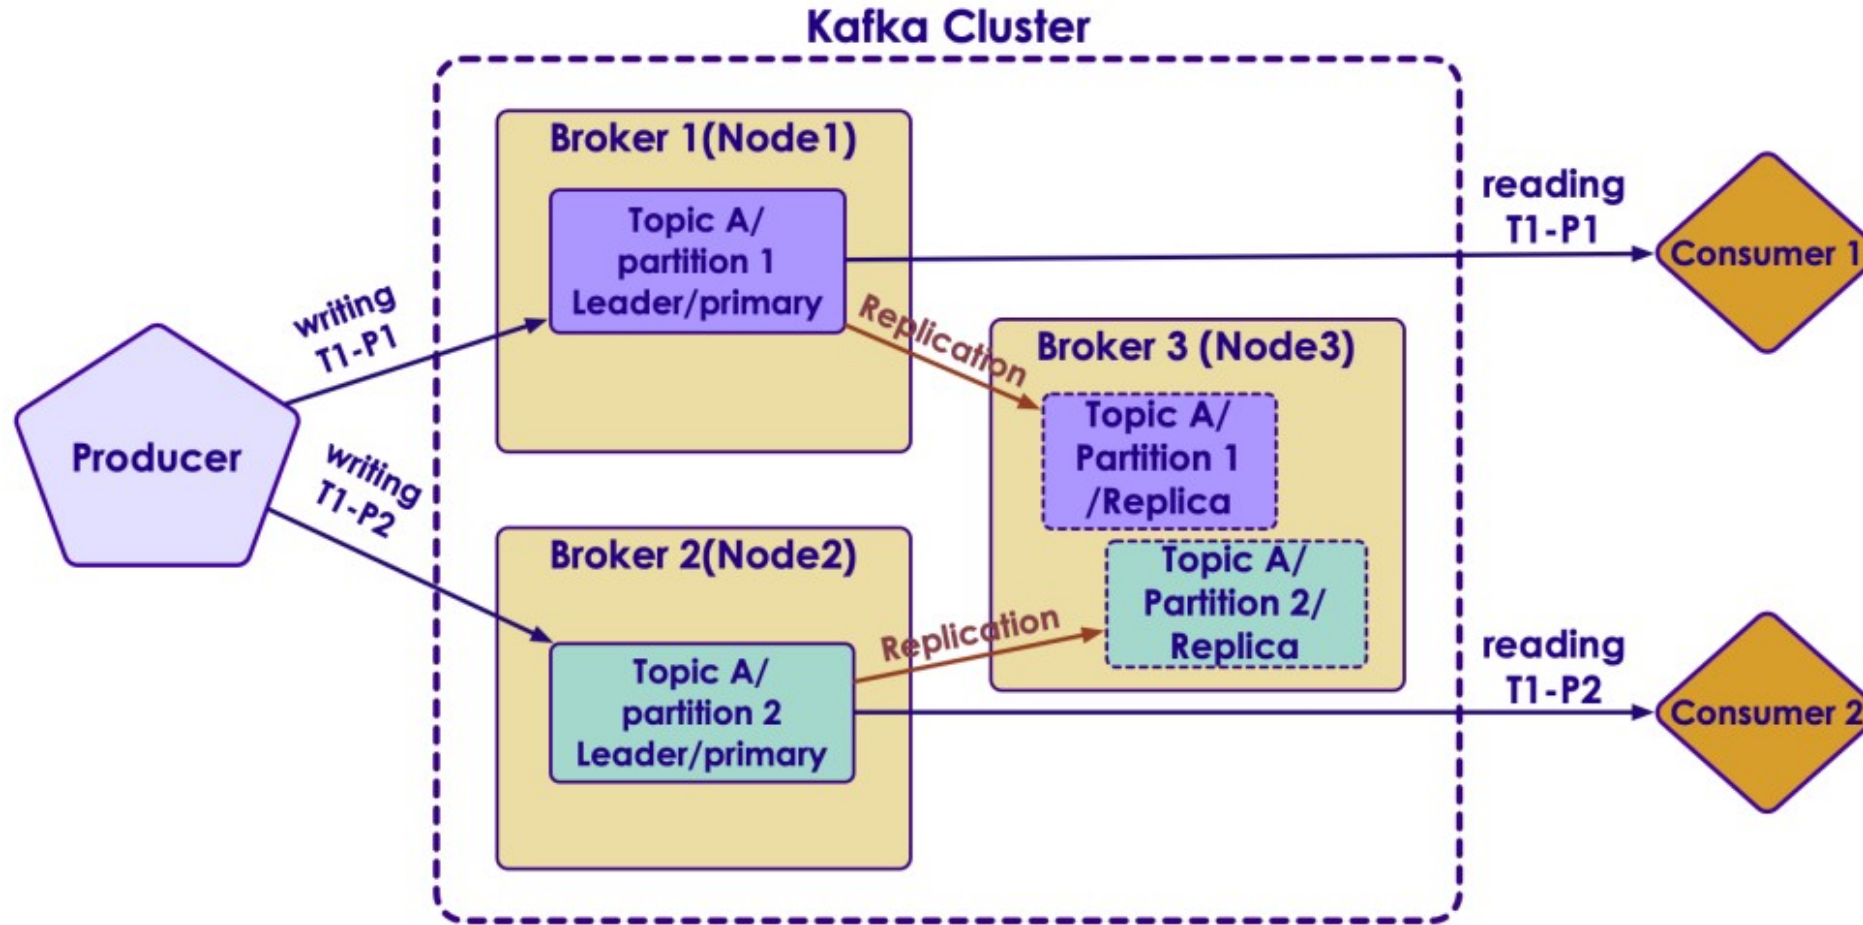 Kafka Cluster
Broker 1(Node1)
Topic A/
partition 1
Leader/primary
reading
T1-P1
Consumer 1
writing
T1-P1
Replication
Broker 3 (Node3)
Topic A/
Partition 1
/Replica
Producer
writing
T1-P2
Broker 2(Node2)
Topic A/
Partition 2/
Replica
Replication
Topic A/
partition 2
Leader/primary
reading
T1-P2
Consumer 2